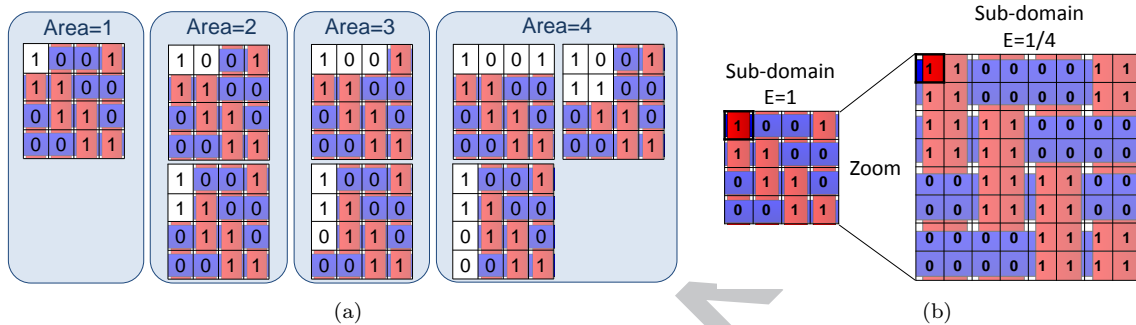 Area=1
1 0 0 1
1 1 0 0
0 1 1 0
0 0 1 1
Area=2
1 0 0 1
1 1 0 0
0 1 1 0
0 0 1 1
1 0 0 1
1 1 0 0
0 1 1 0
0 0 1 1
Area=3
1 0 0 1
1 1 0 0
0 1 1 0
0 0 1 1
1 0 0 1
1 1 0 0
0 1 1 0
0 0 1 1
Area=4
1 0 0 1
1 1 0 0
0 1 1 0
0 0 1 1
1 0 0 1
1 1 0 0
0 1 1 0
0 0 1 1
1 0 0 1
1 1 0 0
0 1 1 0
0 0 1 1
(a)
Sub-domain
E=1
1 0 0 1
1 1 0 0
0 1 1 0
0 0 1 1
Zoom
Sub-domain
E=1/4
1 1 0 0 0 0 1 1
1 1 0 0 0 0 1 1
1 1 1 1 0 0 0 0
1 1 1 1 0 0 0 0
0 0 1 1 1 1 0 0
0 0 1 1 1 1 0 0
0 0 0 0 1 1 1 1
0 0 0 0 1 1 1 1
(b)